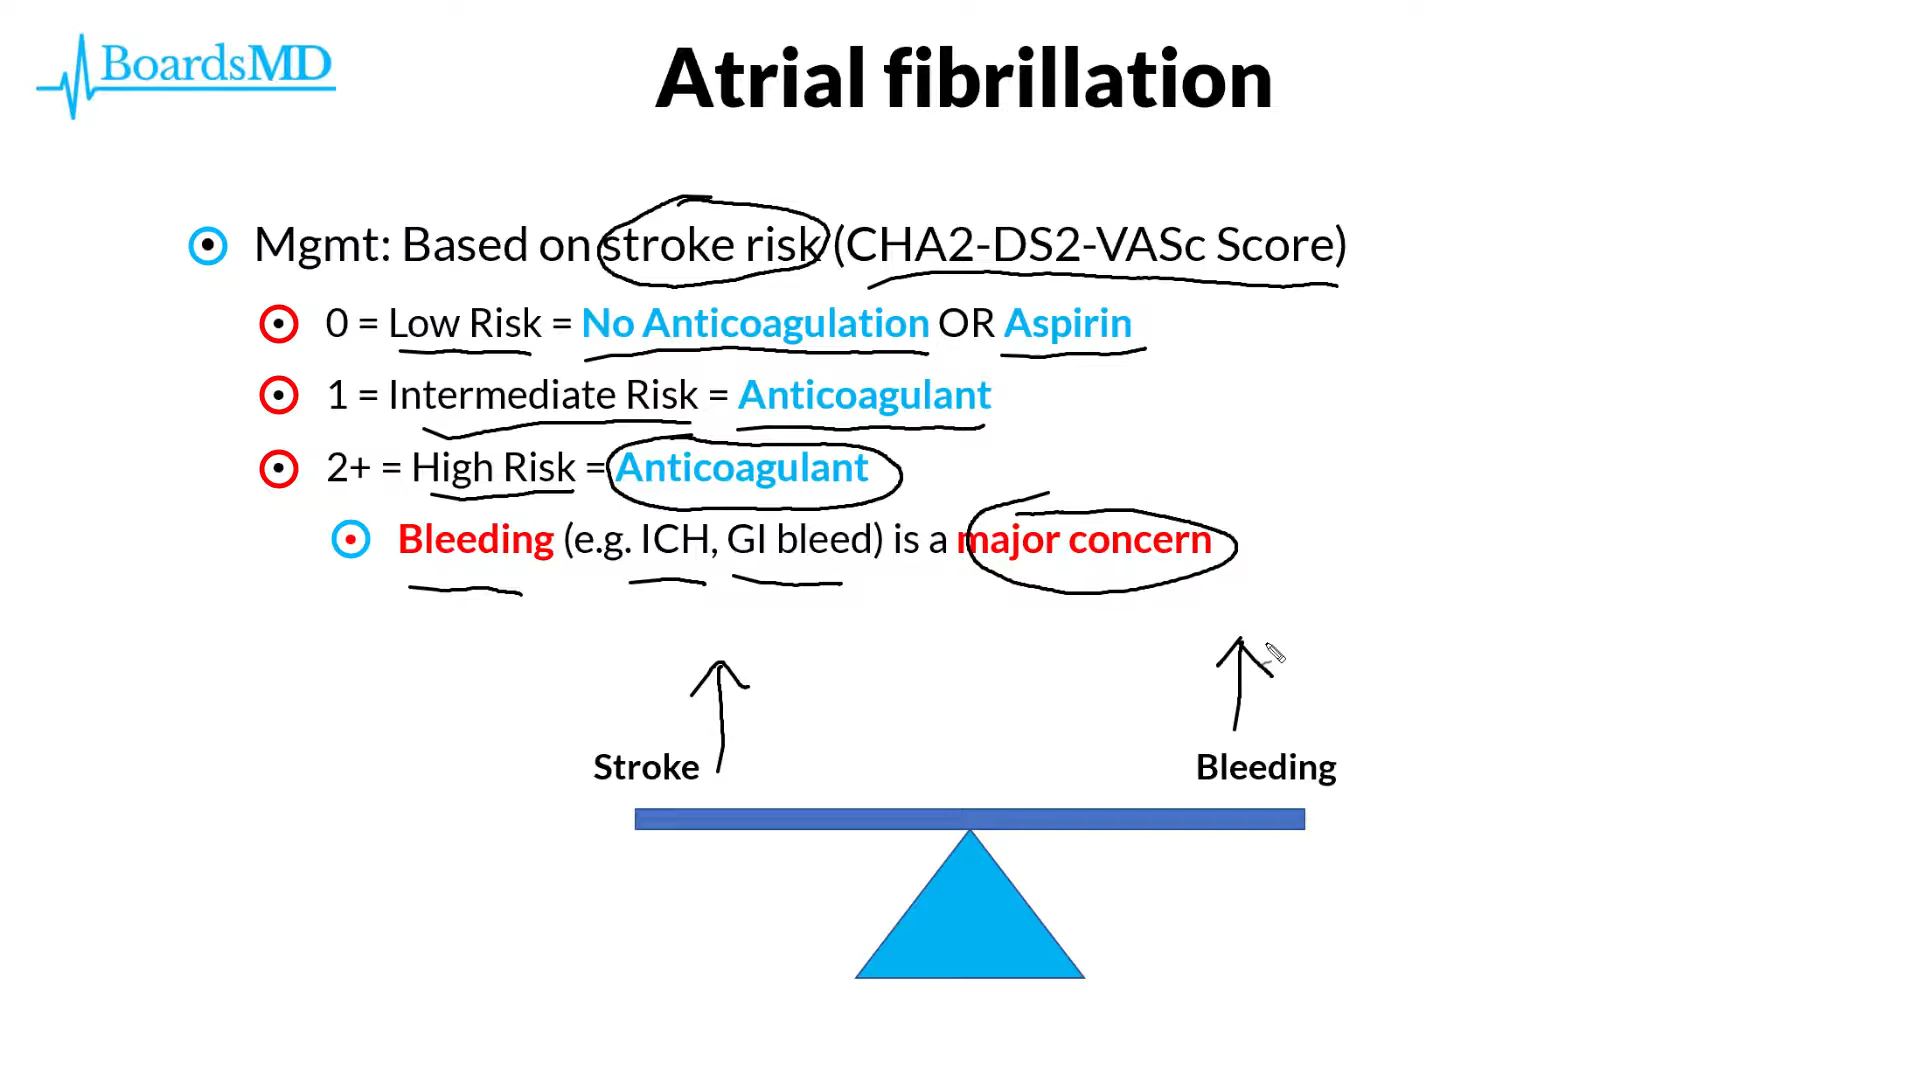 BoardsMD
Atrial fibrillation
Mgmt: Based on stroke risk (CHA2-DS2-VASc Score)
0 = Low Risk = No Anticoagulation OR Aspirin
1 = Intermediate Risk = Anticoagulant
2+ = High Risk = Anticoagulant
Bleeding (e.g. ICH, GI bleed) is a major concern
Stroke
Bleeding